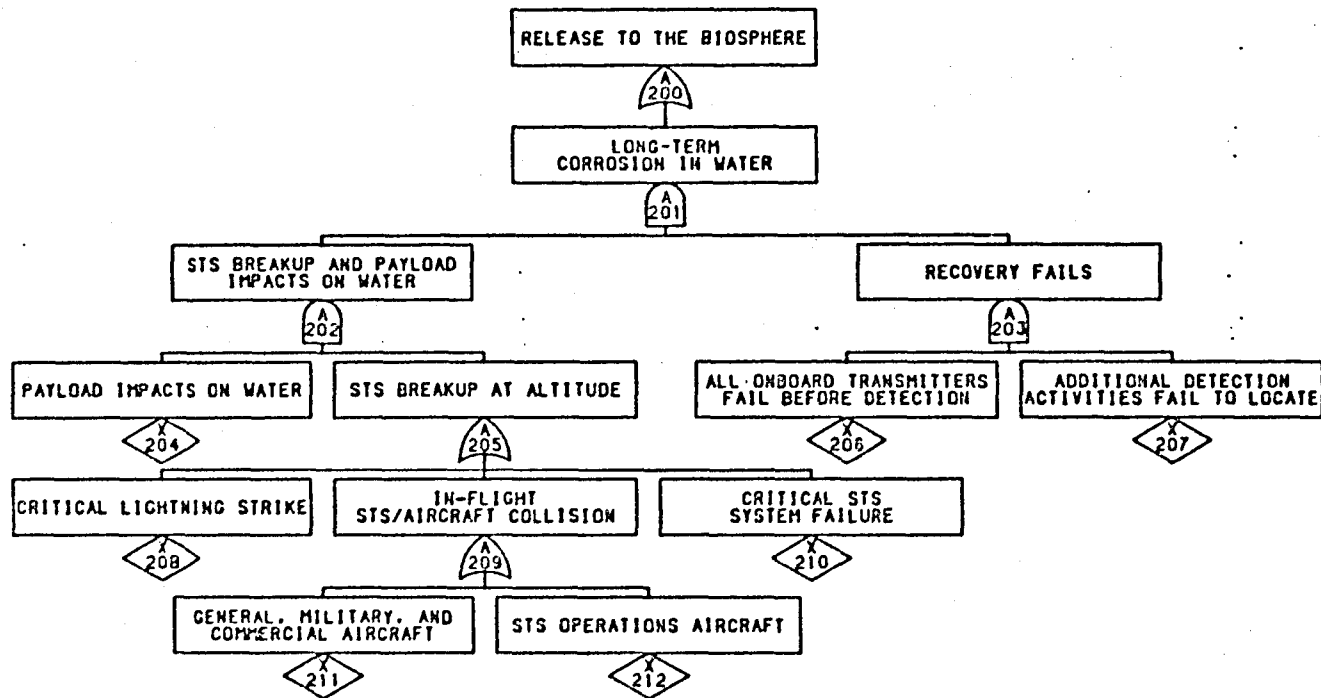 RELEASE TO THE BIOSPHERE
A
200
LONG-TERM
CORROSION IN WATER
A
201
STS BREAKUP AND PAYLOAD
IMPACTS ON WATER
RECOVERY FAILS
A
202
A
203
PAYLOAD IMPACTS ON WATER
STS BREAKUP AT ALTITUDE
ALL ONBOARD TRANSMITTERS
FAIL BEFORE DETECTION
ADDITIONAL DETECTION
ACTIVITIES FAIL TO LOCATE
X
204
A
205
X
206
X
207
CRITICAL LIGHTNING STRIKE
IN-FLIGHT
STS/AIRCRAFT COLLISION
CRITICAL STS
SYSTEM FAILURE
X
208
A
209
X
210
GENERAL, MILITARY, AND
COMMERCIAL AIRCRAFT
STS OPERATIONS AIRCRAFT
X
211
X
212